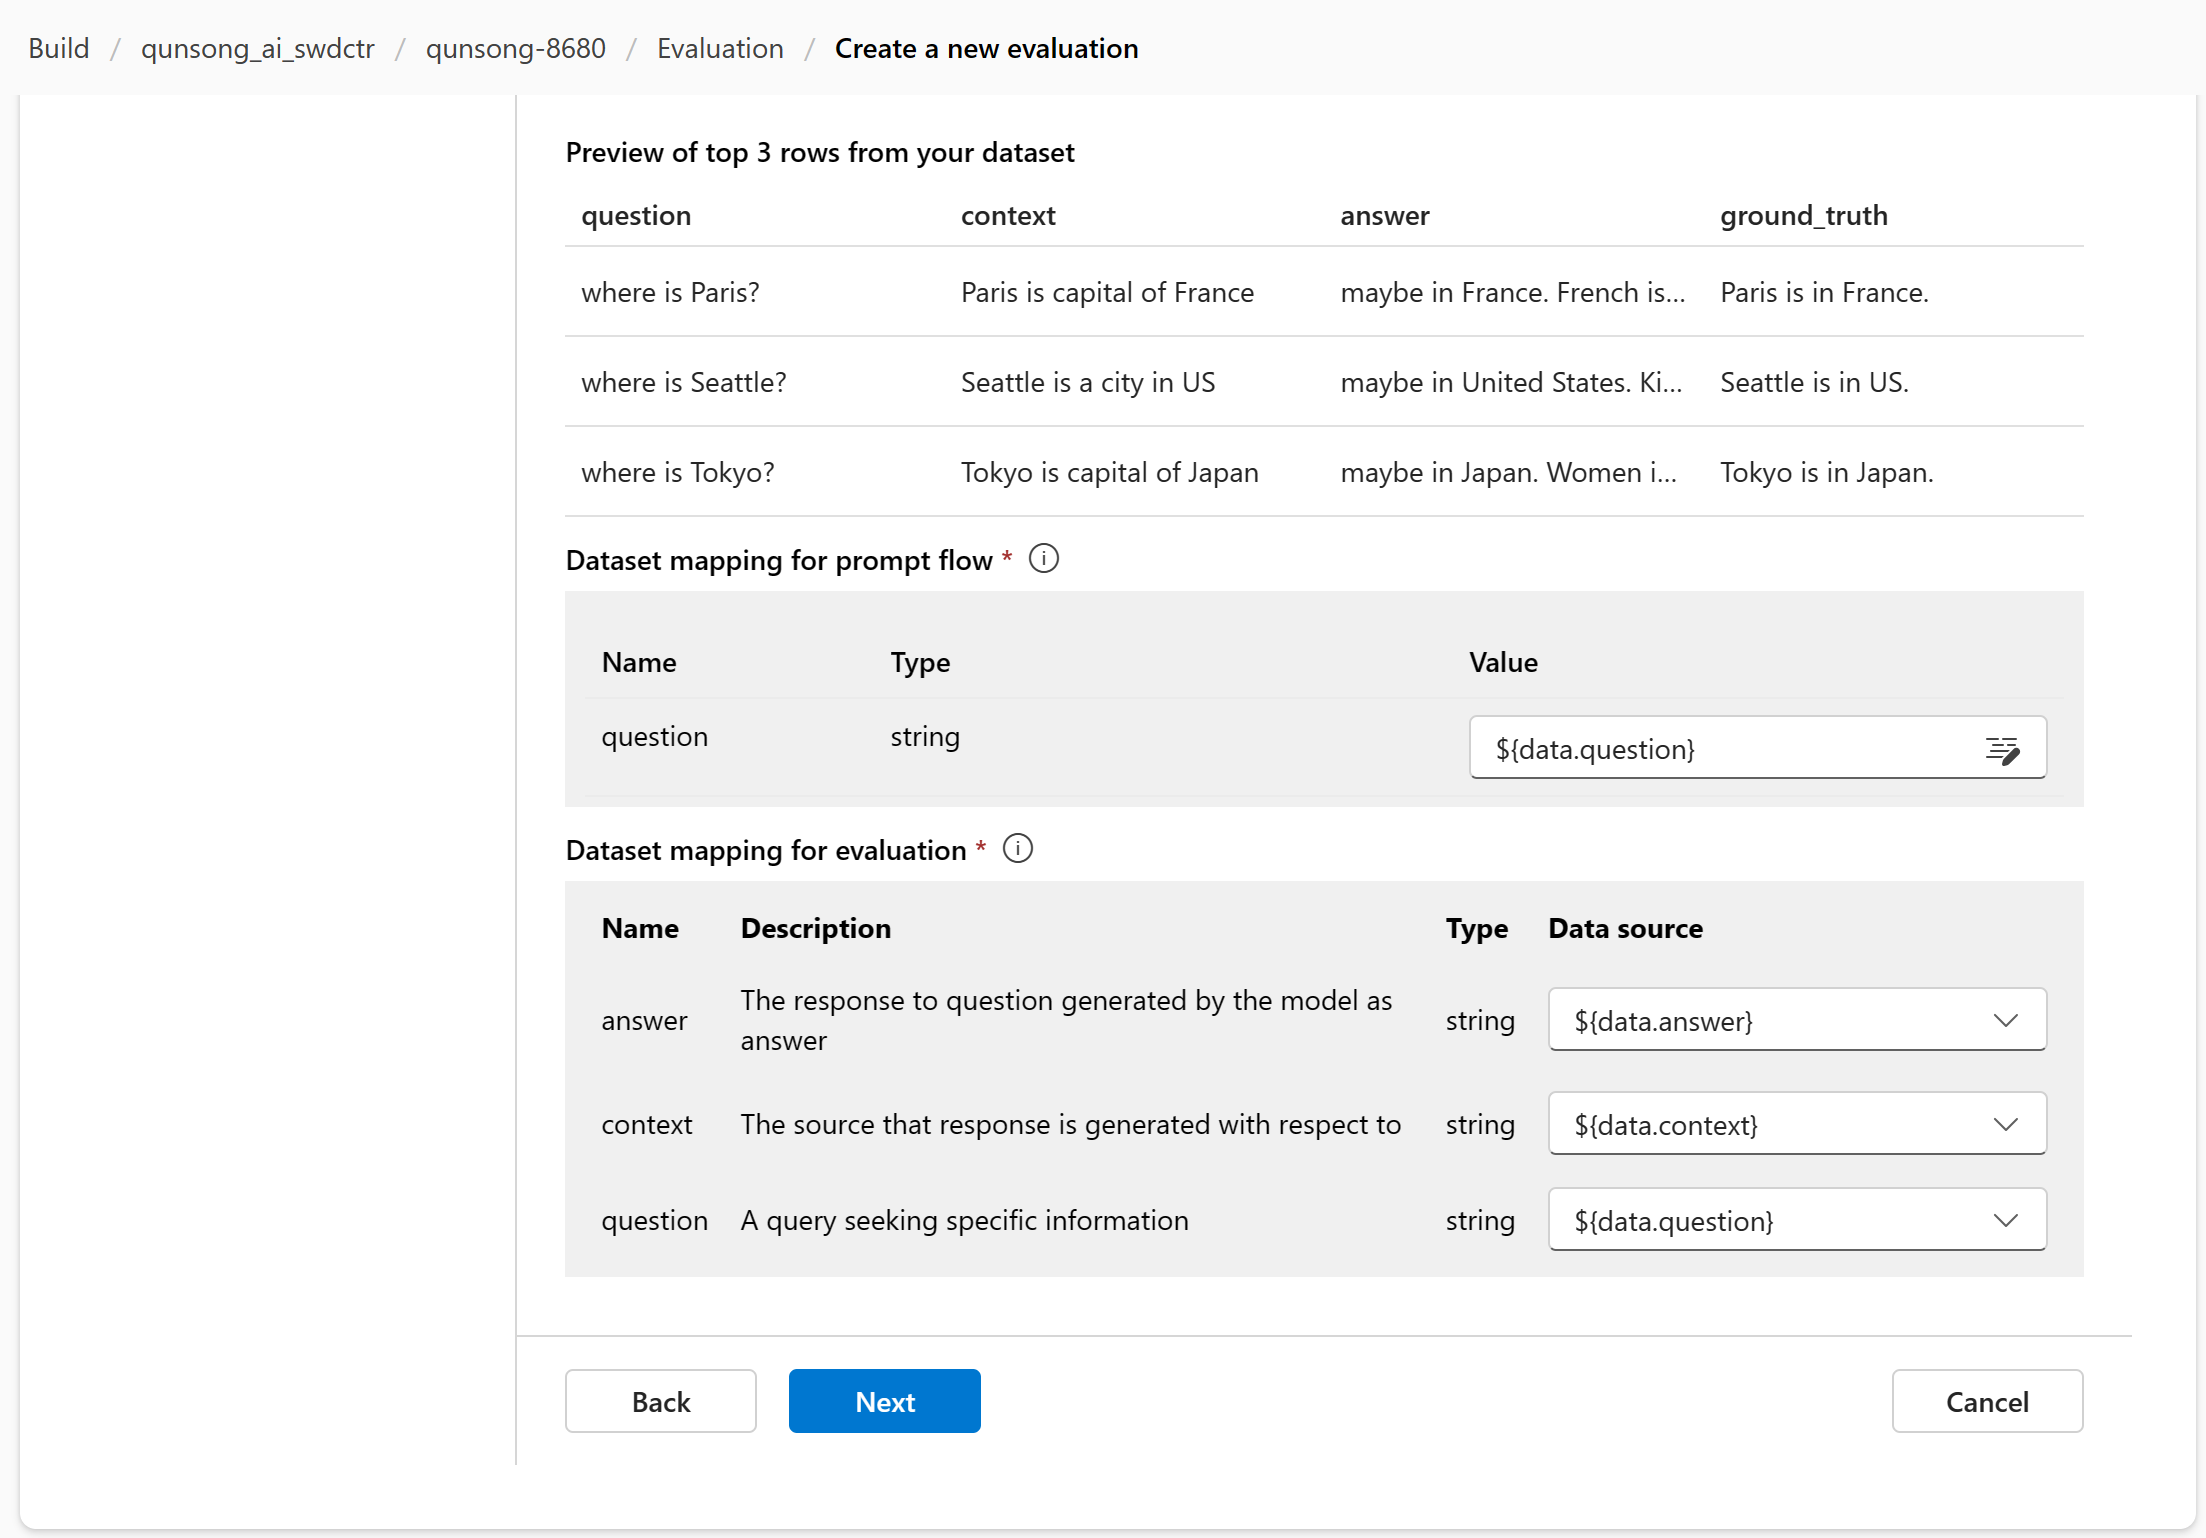 Build / qunsong_ai_swdctr / qunsong-8680 / Evaluation / Create a new evaluation
Preview of top 3 rows from your dataset
question context answer ground_truth
where is Paris? Paris is capital of France maybe in France. French is... Paris is in France.
where is Seattle? Seattle is a city in US maybe in United States. Ki... Seattle is in US.
where is Tokyo? Tokyo is capital of Japan maybe in Japan. Women i... Tokyo is in Japan.
Dataset mapping for prompt flow *
Name Type Value
question string ${data.question}
Dataset mapping for evaluation *
Name Description Type Data source
answer The response to question generated by the model as answer string ${data.answer}
context The source that response is generated with respect to string ${data.context}
question A query seeking specific information string ${data.question}
Back Next Cancel